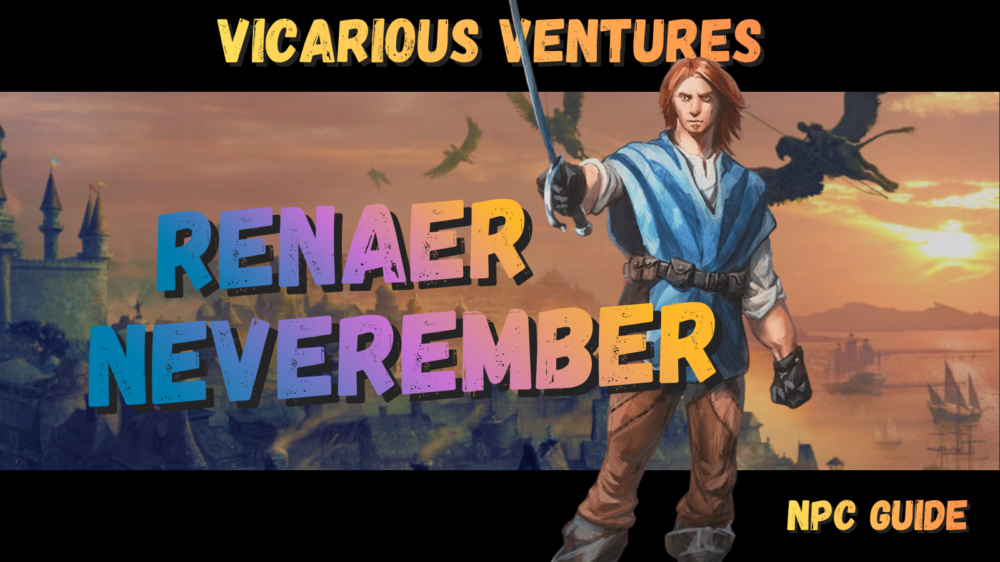 VICARIOUS VENTURES
RENAER
NEVEREMBER
NPC GUIDE